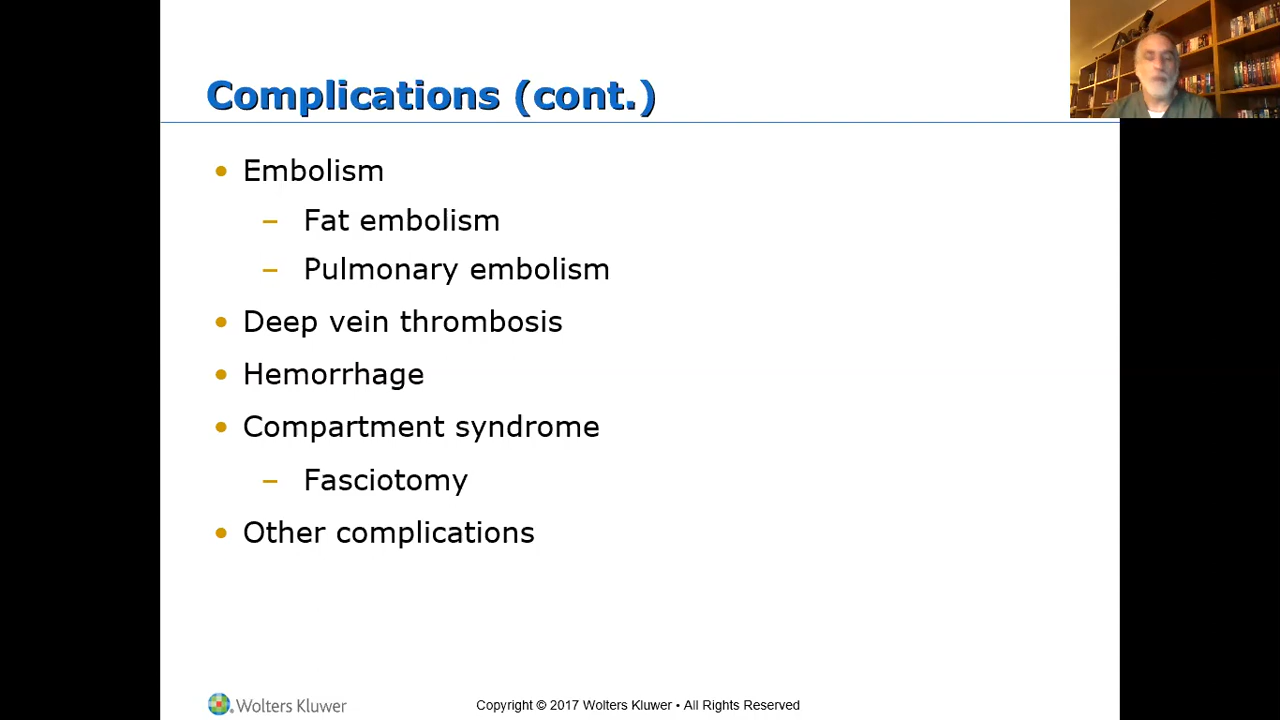 Complications (cont.)
• Embolism
– Fat embolism
– Pulmonary embolism
• Deep vein thrombosis
• Hemorrhage
• Compartment syndrome
– Fasciotomy
• Other complications
Wolters Kluwer
Copyright © 2017 Wolters Kluwer • All Rights Reserved